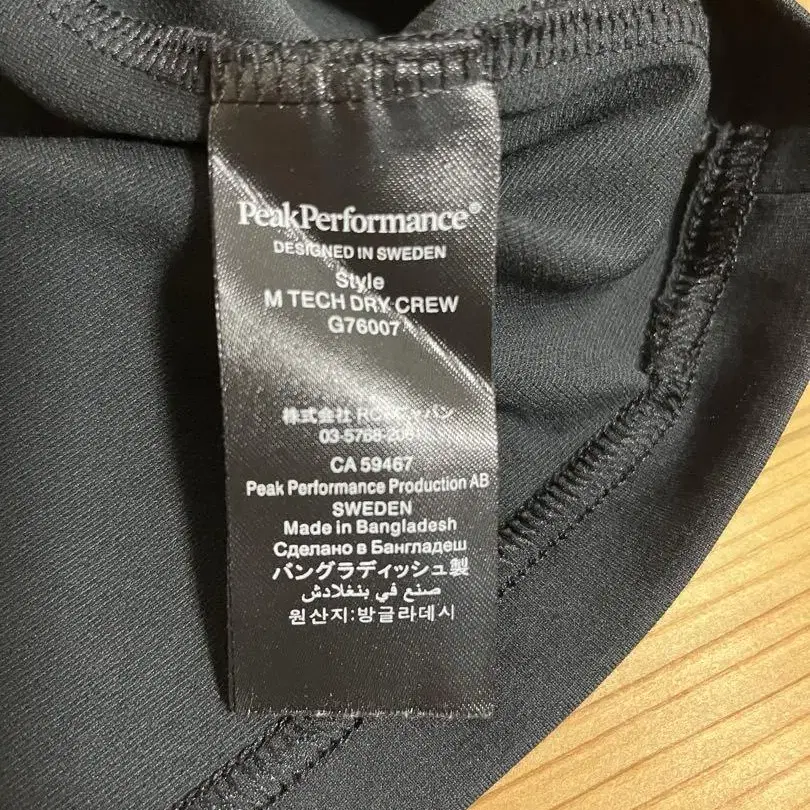 PeakPerformance®
DESIGNED IN SWEDEN
Style
M TECH DRY CREW
G76007
株式会社
CA 59467
Peak Performance Production AB
SWEDEN
Made in Bangladesh
Сделано в Бангладеш
バングラディッシュ製
صنع في بنغلادش
원산지:방글라데시